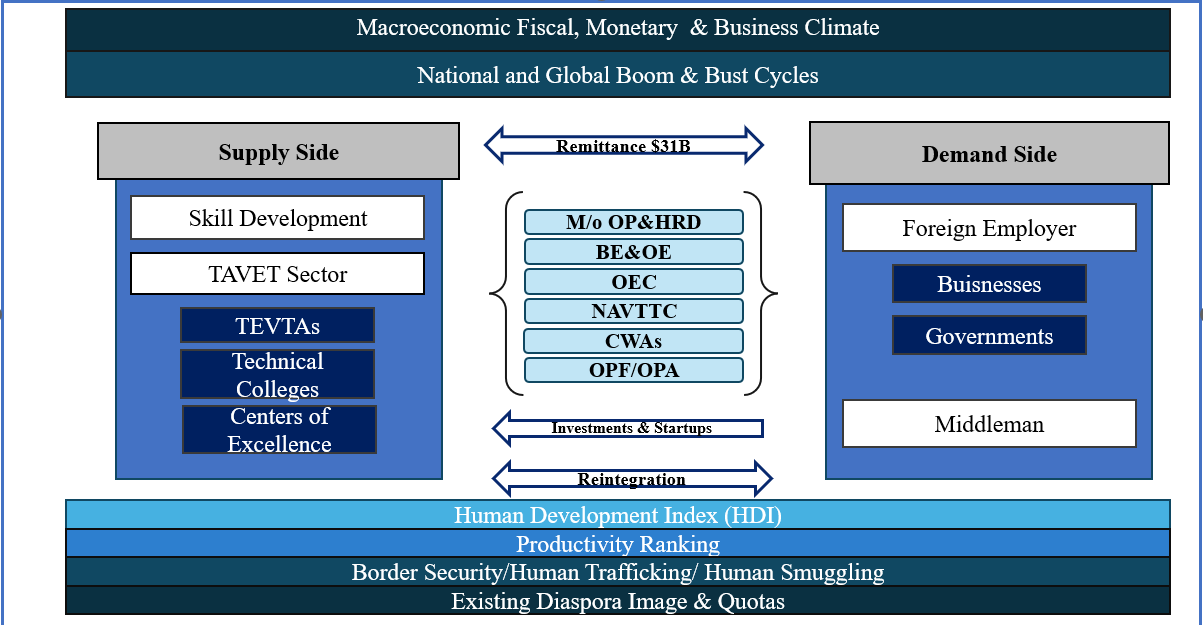 Macroeconomic Fiscal, Monetary & Business Climate
National and Global Boom & Bust Cycles
Supply Side
Skill Development
TAVET Sector
TEVTAs
Technical
Colleges
Centers of
Excellence
Remittance $31B
M/o OP&HRD
BE&OE
OEC
NAVTTC
CWAs
OPF/OPA
Investments & Startups
Reintegration
Demand Side
Foreign Employer
Buisnesses
Governments
Middleman
Human Development Index (HDI)
Productivity Ranking
Border Security/Human Trafficking/ Human Smuggling
Existing Diaspora Image & Quotas